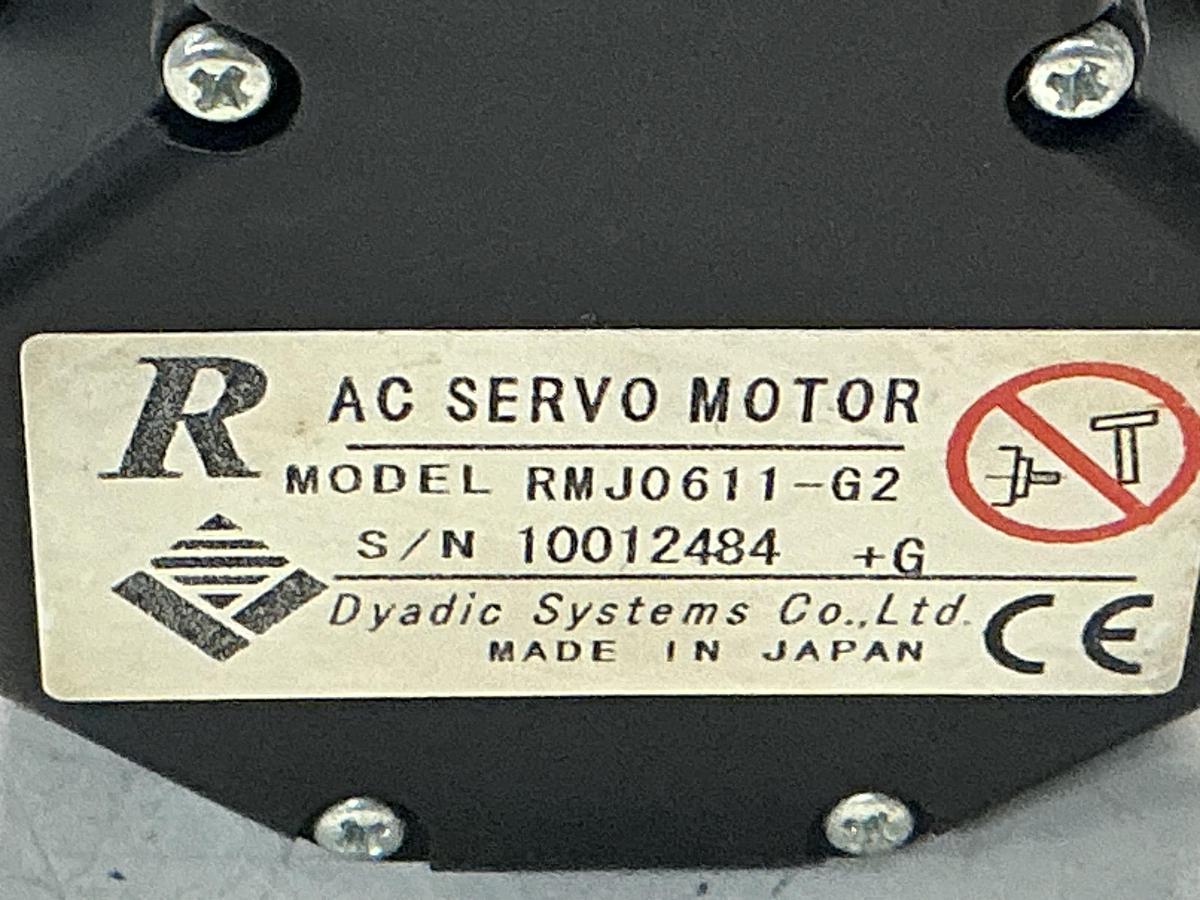 R
AC SERVO MOTOR
MODEL RMJ0611-G2
S/N 10012484 +G
Dyadic Systems Co.,Ltd.
MADE IN JAPAN
CE